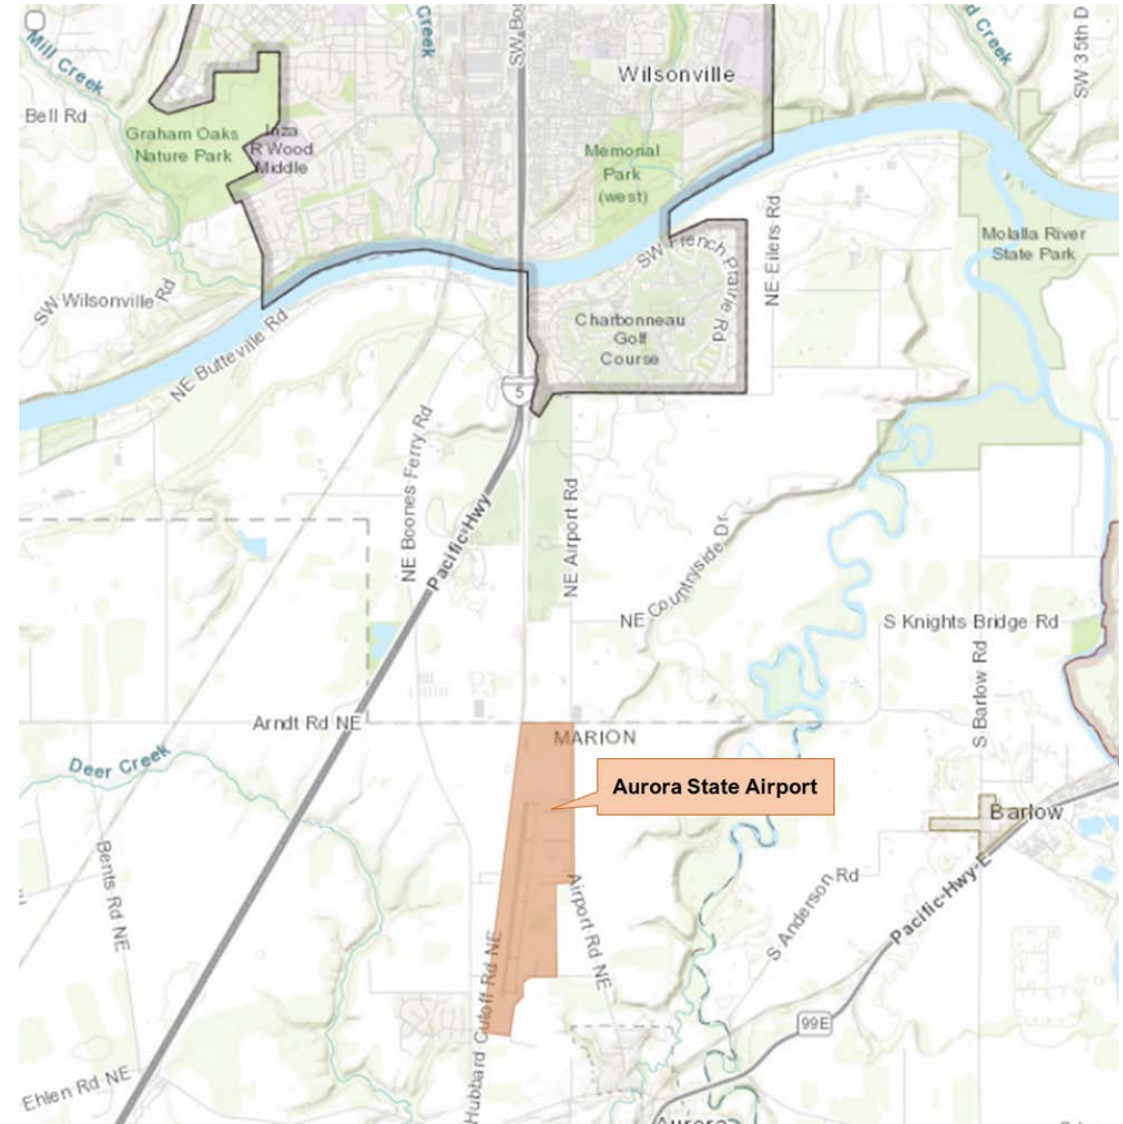 Mill Creek
Creek
SW Bo
d Creek
SW 35th D
Wilsonville
Bell Rd
Graham Oaks
Nature Park
Inza
R Wood
Middle
Memorial
Park
(west)
NE Eilers Rd
Molalla River
State Park
SW French Prairie Rd
SW Wilsonville Rd
Charbonneau
Golf
Course
NE Butteville Rd
5
NE Boones Ferry Rd
Pacific Hwy
NE Airport Rd
NE Countryside Dr
S Knights Bridge Rd
S Barlow Rd
Arndt Rd NE
MARION
Deer Creek
Aurora State Airport
Barlow
Bents Rd NE
Airport Rd NE
S Anderson Rd
Pacific Hwy E
Hubbard Cutoff Rd NE
99E
Ehlen Rd NE
Aurora